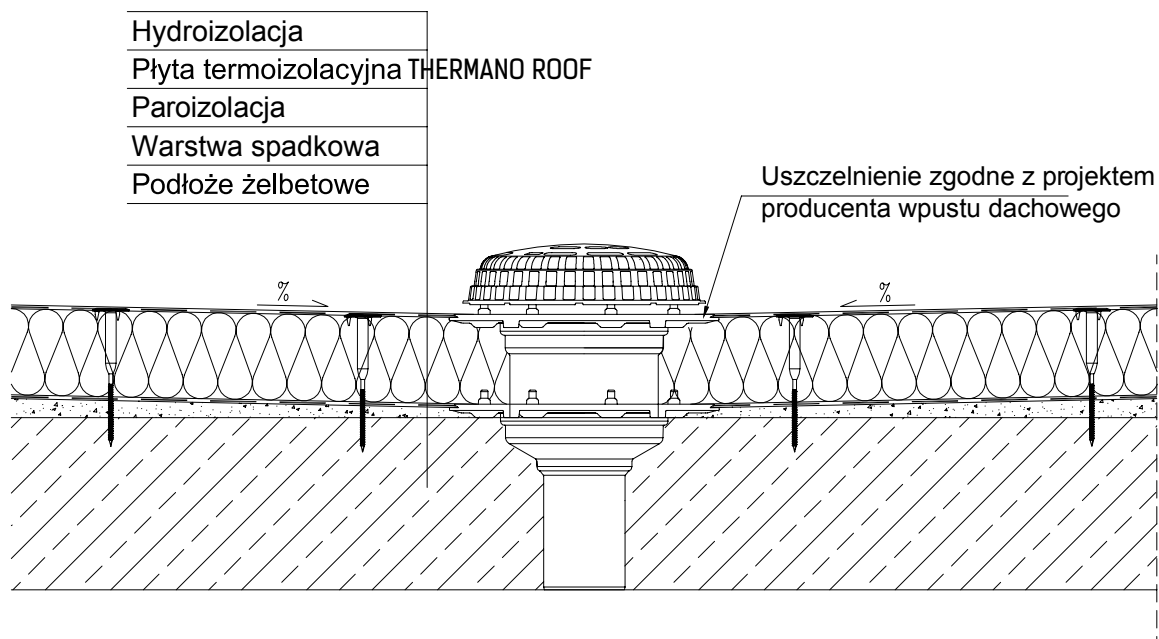 Hydroizolacja
Płyta termoizolacyjna THERMANO ROOF
Paroizolacja
Warstwa spadkowa
Podłoże żelbetowe
Uszczelnienie zgodne z projektem
producenta wpustu dachowego
%
%